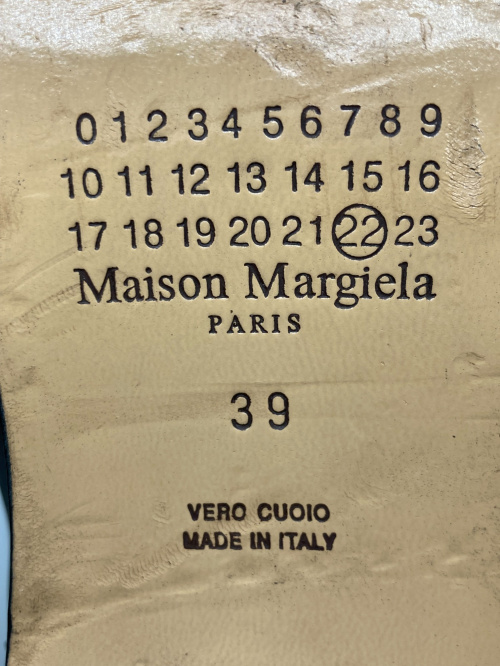 0 1 2 3 4 5 6 7 8 9
10 11 12 13 14 15 16
17 18 19 20 21 22 23
Maison Margiela
PARIS
39
VERO CUOIO
MADE IN ITALY